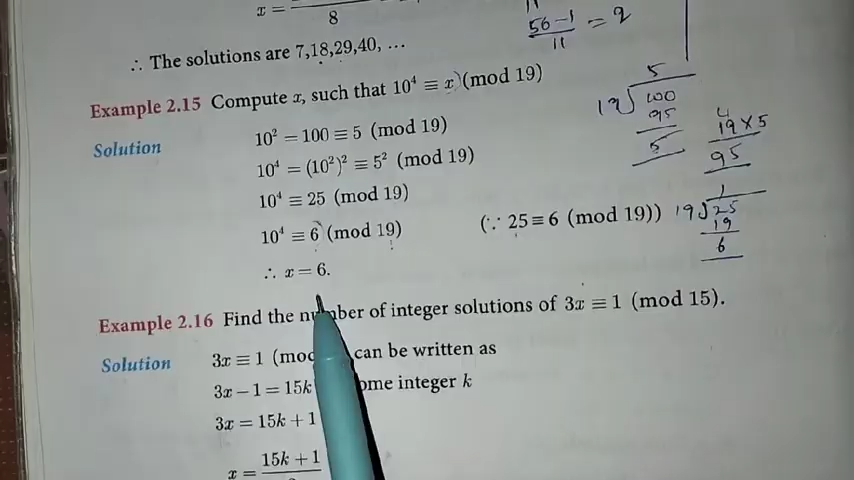 x =
8
∴ The solutions are 7,18,29,40, ...
56-1
11
= 9
Example 2.15 Compute x, such that 10⁴ ≡ x (mod 19)
Solution
10² = 100 ≡ 5 (mod 19)
10⁴ = (10²)² ≡ 5² (mod 19)
10⁴ ≡ 25 (mod 19)
10⁴ ≡ 6 (mod 19) (∵ 25 ≡ 6 (mod 19))
∴ x = 6.
5
19 100
95
5
4
19 × 5
95
1
19 25
19
6
Example 2.16 Find the number of integer solutions of 3x ≡ 1 (mod 15).
Solution
3x ≡ 1 (mod can be written as
3x − 1 = 15k ome integer k
3x = 15k + 1
x = 15k + 1